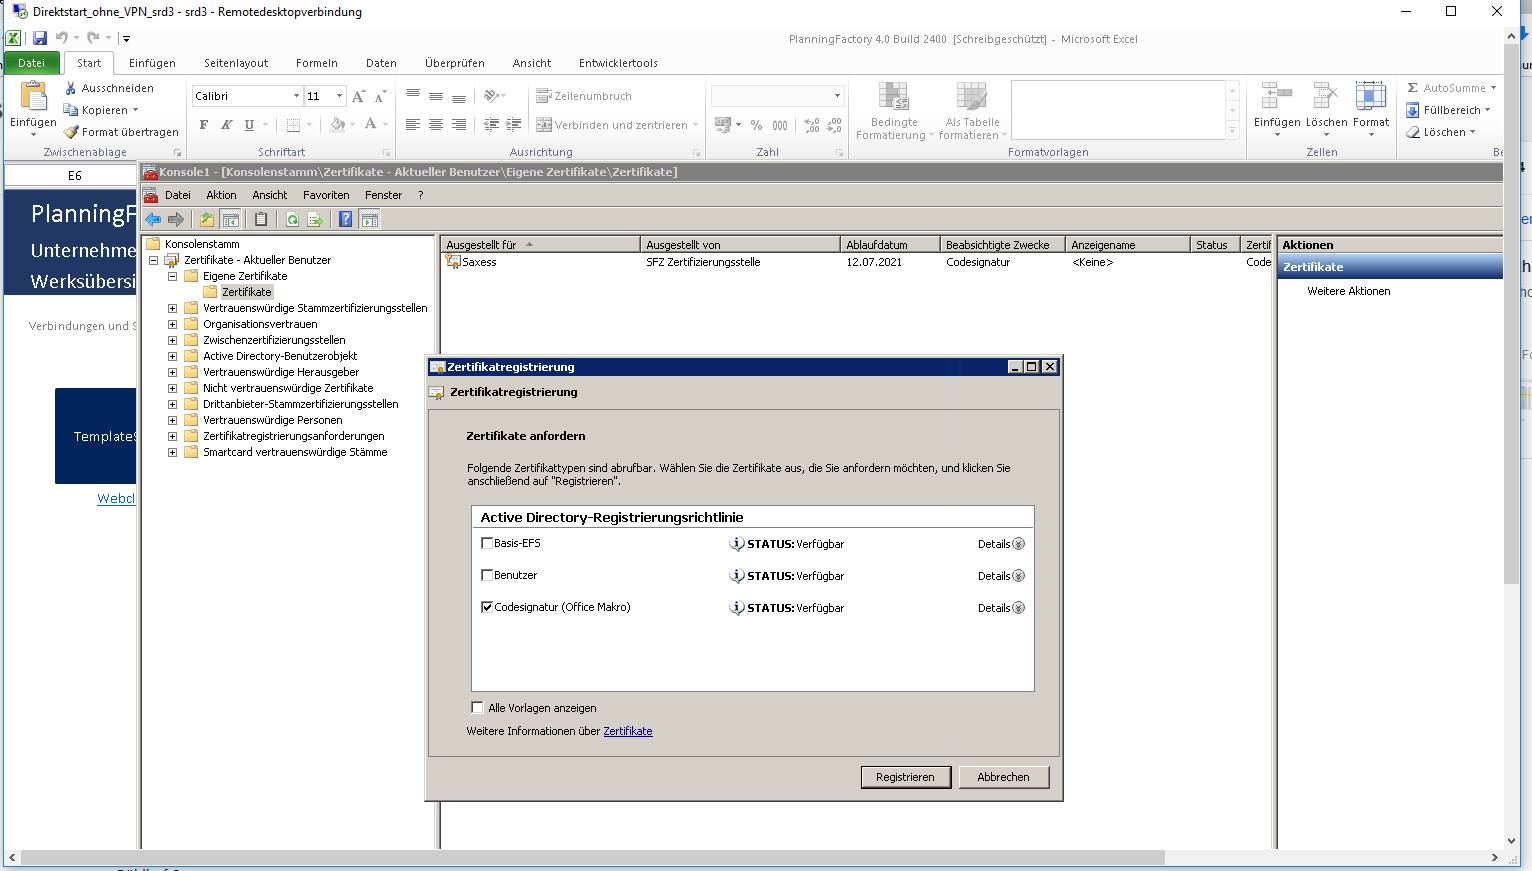 Direktstart_ohne_VPN_srd3 - srd3 - Remotedesktopverbindung
PlanningFactory 4.0 Build 2400 [Schreibgeschützt] - Microsoft Excel
Datei Start Einfügen Seitenlayout Formeln Daten Überprüfen Ansicht Entwicklertools
Einfügen
Ausschneiden
Kopieren
Format übertragen
Zwischenablage
Calibri 11
F K U
Schriftart
Zeilenumbruch
Verbinden und zentrieren
Ausrichtung
% 000
Zahl
Bedingte Formatierung
Als Tabelle formatieren
Formatvorlagen
Einfügen Löschen Format
Zellen
AutoSumme
Füllbereich
Löschen
E6
PlanningF
Unternehme
Werksübersi
Verbindungen und S
TemplateS
Webcl
Konsole1 - [Konsolenstamm\Zertifikate - Aktueller Benutzer\Eigene Zertifikate\Zertifikate]
Datei Aktion Ansicht Favoriten Fenster ?
Konsolenstamm
Zertifikate - Aktueller Benutzer
Eigene Zertifikate
Zertifikate
Vertrauenswürdige Stammzertifizierungsstellen
Organisationsvertrauen
Zwischenzertifizierungsstellen
Active Directory-Benutzerobjekt
Vertrauenswürdige Herausgeber
Nicht vertrauenswürdige Zertifikate
Drittanbieter-Stammzertifizierungsstellen
Vertrauenswürdige Personen
Zertifikatregistrierungsanforderungen
Smartcard vertrauenswürdige Stämme
Ausgestellt für Ausgestellt von Ablaufdatum Beabsichtigte Zwecke Anzeigename Status Zertif
Saxess SFZ Zertifizierungsstelle 12.07.2021 Codesignatur <Keine> Code
Aktionen
Zertifikate
Weitere Aktionen
Zertifikatregistrierung
Zertifikatregistrierung
Zertifikate anfordern
Folgende Zertifikattypen sind abrufbar. Wählen Sie die Zertifikate aus, die Sie anfordern möchten, und klicken Sie
anschließend auf "Registrieren".
Active Directory-Registrierungsrichtlinie
Basis-EFS STATUS: Verfügbar Details
Benutzer STATUS: Verfügbar Details
Codesignatur (Office Makro) STATUS: Verfügbar Details
Alle Vorlagen anzeigen
Weitere Informationen über Zertifikate
Registrieren Abbrechen